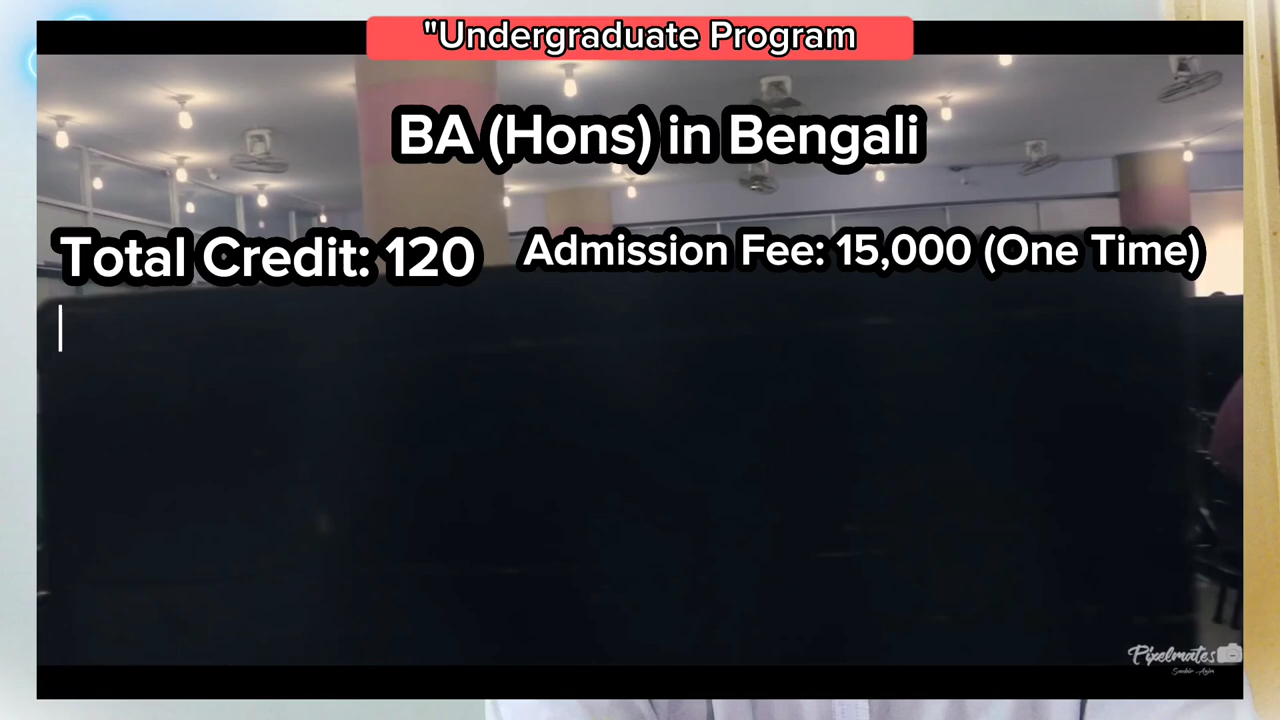 "Undergraduate Program
BA (Hons) in Bengali
Total Credit: 120
Admission Fee: 15,000 (One Time)
Pixelmates